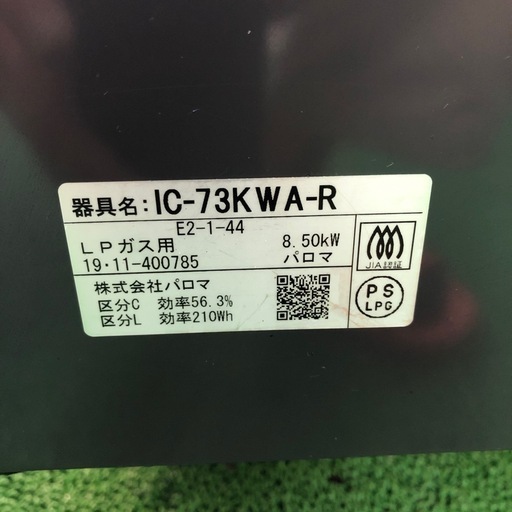 器具名：IC-73KWA-R
E2-1-44
LPガス用 8.50kW
19・11-400785 パロマ
JIA認証
株式会社パロマ
区分C 効率56.3%
区分L 効率210Wh
PS
LPG